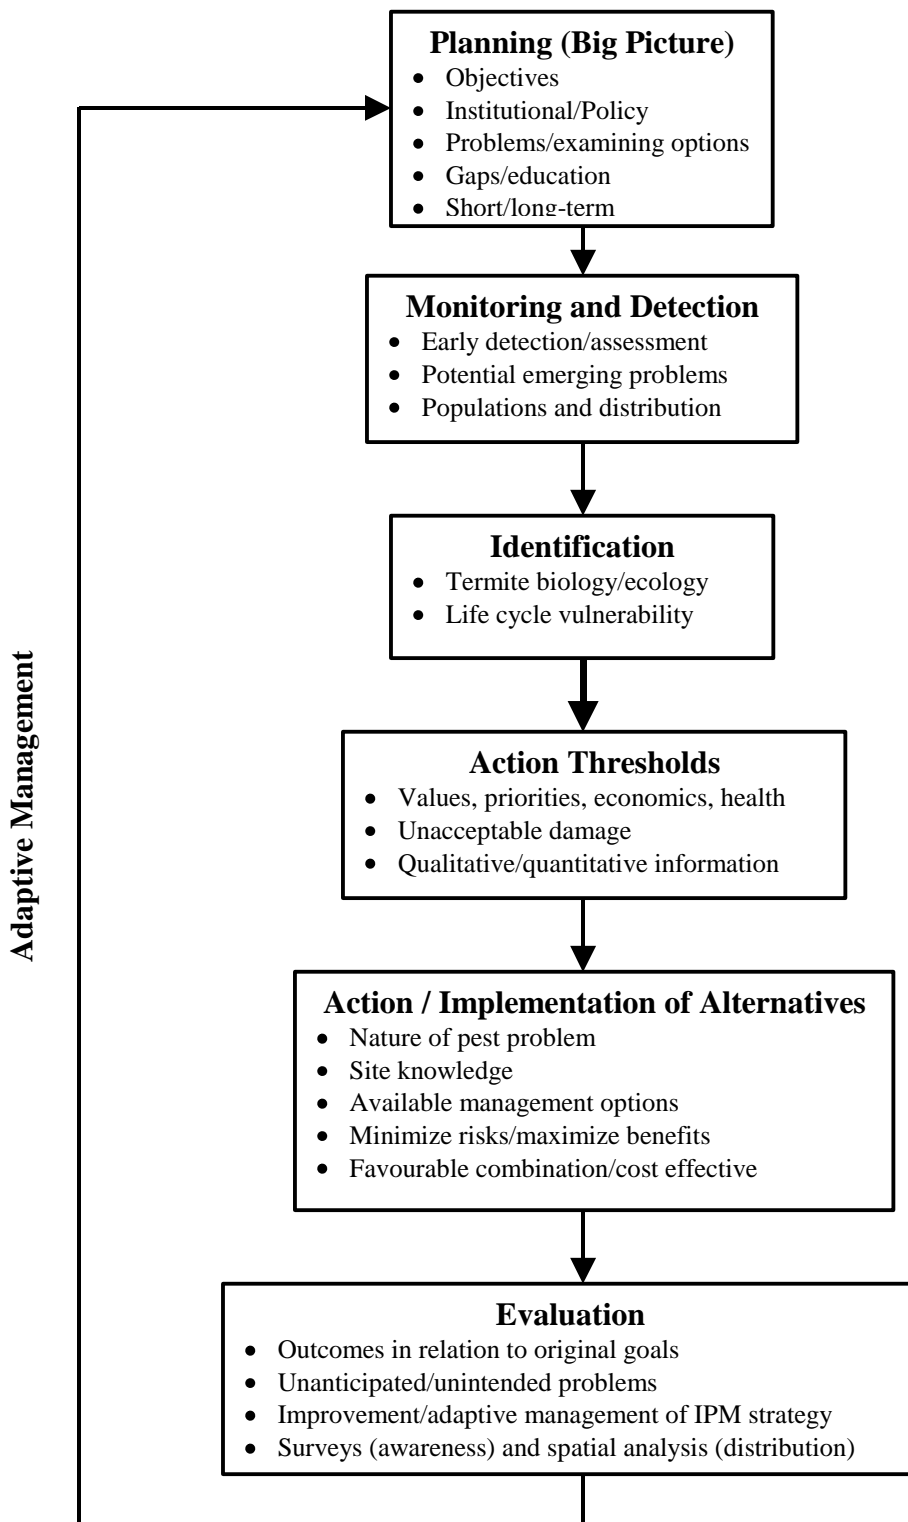 Planning (Big Picture)
• Objectives
• Institutional/Policy
• Problems/examining options
• Gaps/education
• Short/long-term
Monitoring and Detection
• Early detection/assessment
• Potential emerging problems
• Populations and distribution
Identification
• Termite biology/ecology
• Life cycle vulnerability
Adaptive Management
Action Thresholds
• Values, priorities, economics, health
• Unacceptable damage
• Qualitative/quantitative information
Action / Implementation of Alternatives
• Nature of pest problem
• Site knowledge
• Available management options
• Minimize risks/maximize benefits
• Favourable combination/cost effective
Evaluation
• Outcomes in relation to original goals
• Unanticipated/unintended problems
• Improvement/adaptive management of IPM strategy
• Surveys (awareness) and spatial analysis (distribution)